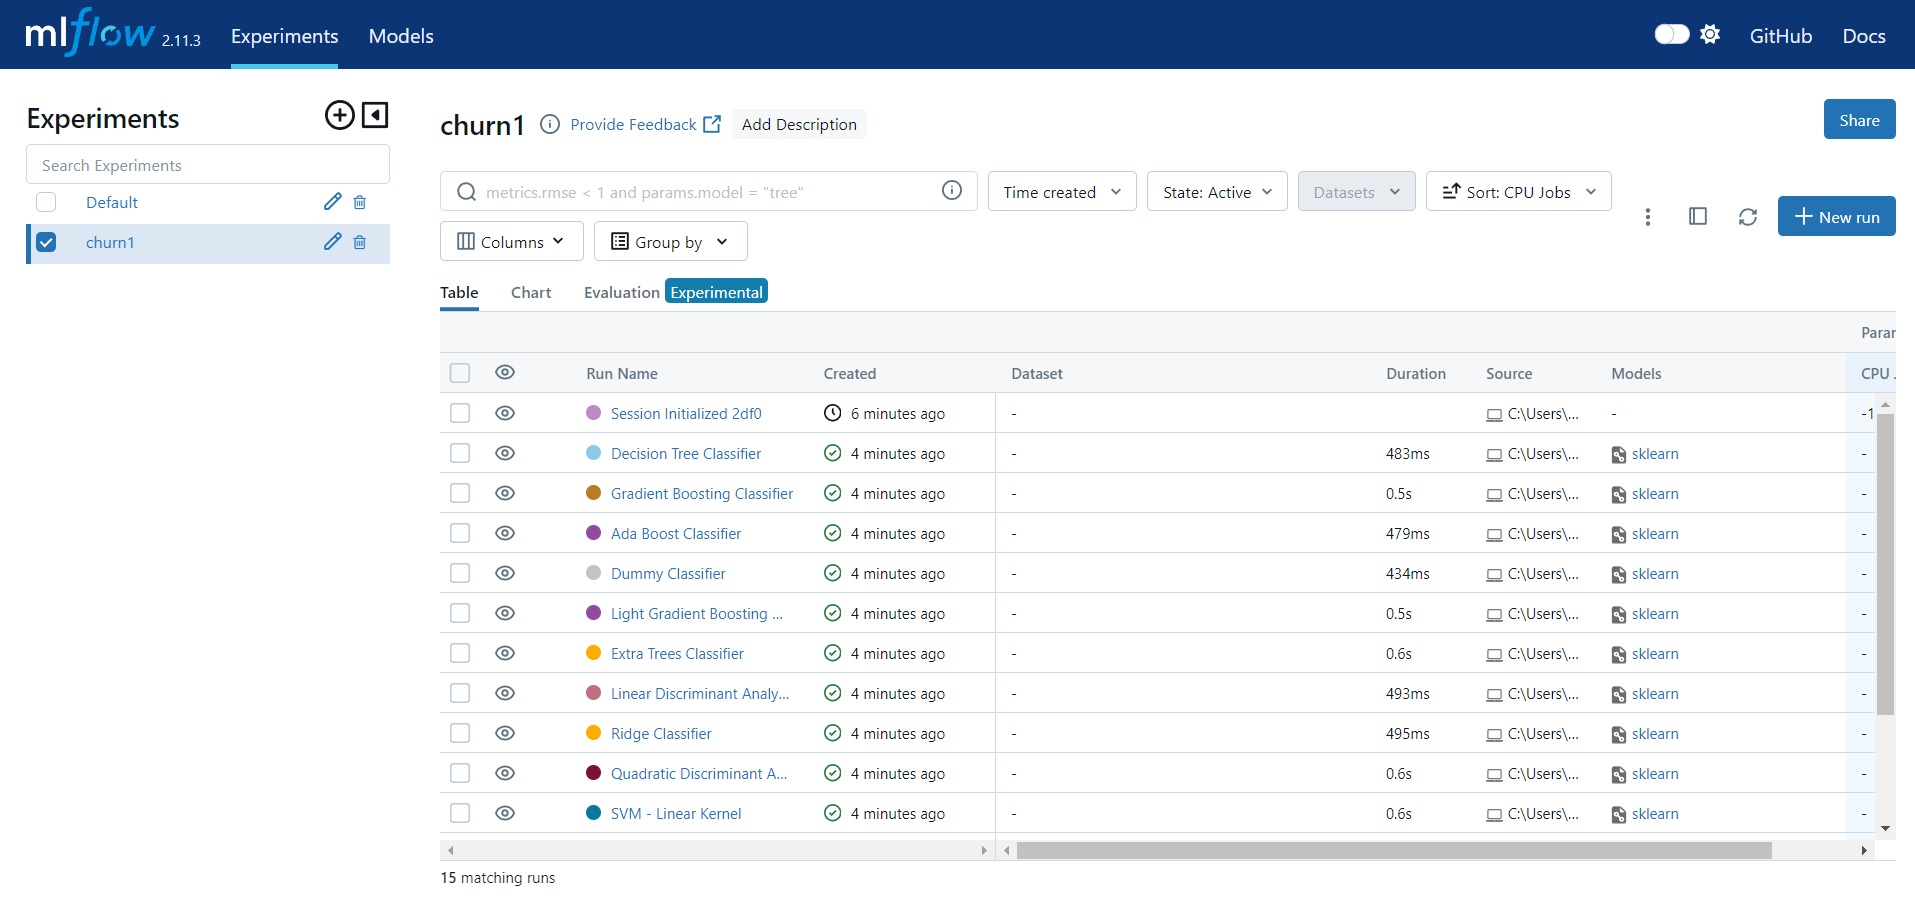 mlflow 2.11.3 Experiments Models GitHub Docs
Experiments
Search Experiments
Default
churn1
churn1 Provide Feedback Add Description Share
metrics.rmse < 1 and params.model = "tree" Time created State: Active Datasets Sort: CPU Jobs
Columns Group by New run
Table Chart Evaluation Experimental
Parar
Run Name Created Dataset Duration Source Models CPU .
Session Initialized 2df0 6 minutes ago - C:\Users\... - -1
Decision Tree Classifier 4 minutes ago - 483ms C:\Users\... sklearn -
Gradient Boosting Classifier 4 minutes ago - 0.5s C:\Users\... sklearn -
Ada Boost Classifier 4 minutes ago - 479ms C:\Users\... sklearn -
Dummy Classifier 4 minutes ago - 434ms C:\Users\... sklearn -
Light Gradient Boosting ... 4 minutes ago - 0.5s C:\Users\... sklearn -
Extra Trees Classifier 4 minutes ago - 0.6s C:\Users\... sklearn -
Linear Discriminant Analy... 4 minutes ago - 493ms C:\Users\... sklearn -
Ridge Classifier 4 minutes ago - 495ms C:\Users\... sklearn -
Quadratic Discriminant A... 4 minutes ago - 0.6s C:\Users\... sklearn -
SVM - Linear Kernel 4 minutes ago - 0.6s C:\Users\... sklearn -
15 matching runs